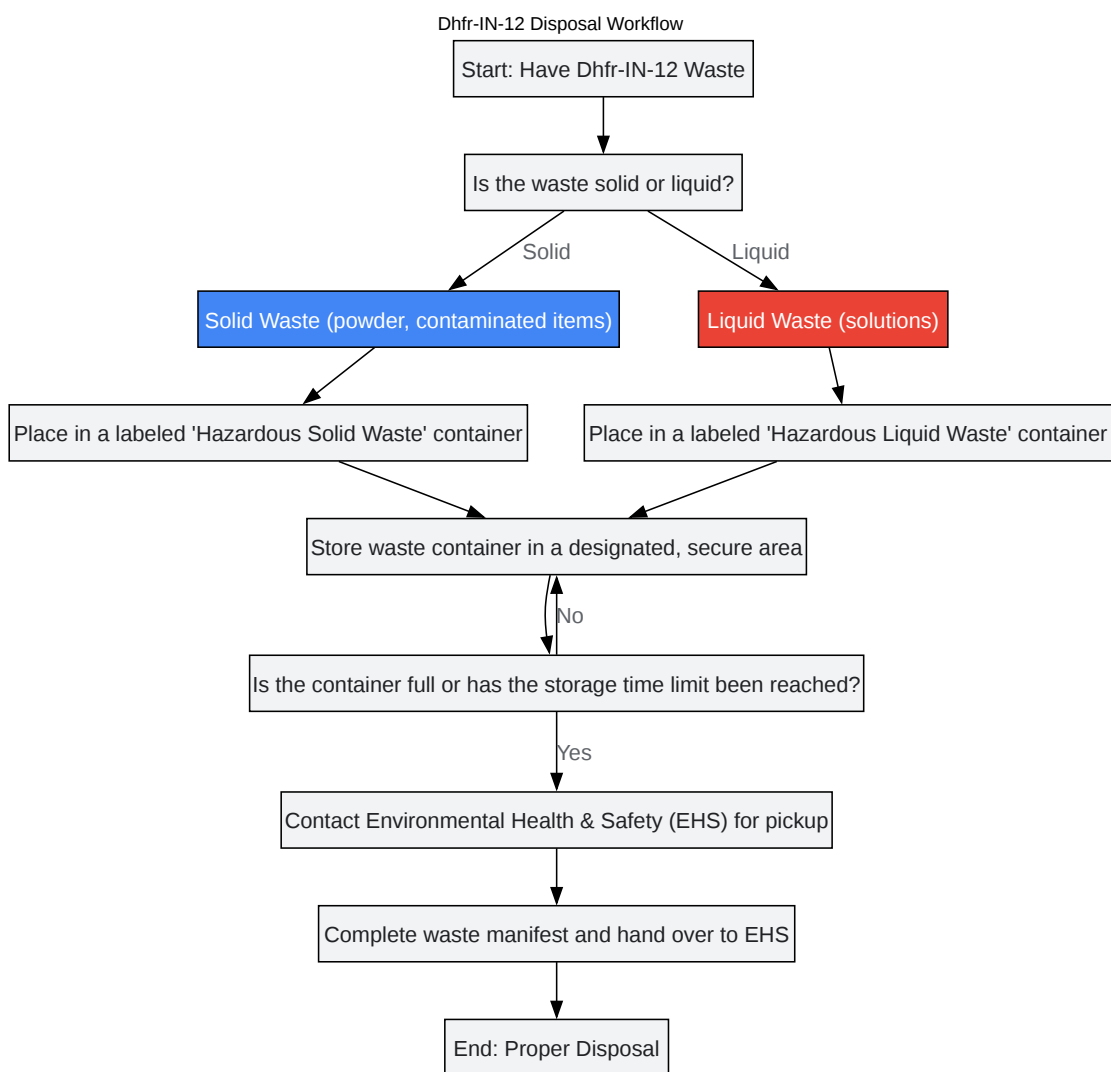 Dhfr-IN-12 Disposal Workflow
Start: Have Dhfr-IN-12 Waste
Is the waste solid or liquid?
Solid
Liquid
Solid Waste (powder, contaminated items)
Liquid Waste (solutions)
Place in a labeled 'Hazardous Solid Waste' container
Place in a labeled 'Hazardous Liquid Waste' container
Store waste container in a designated, secure area
No
Is the container full or has the storage time limit been reached?
Yes
Contact Environmental Health & Safety (EHS) for pickup
Complete waste manifest and hand over to EHS
End: Proper Disposal